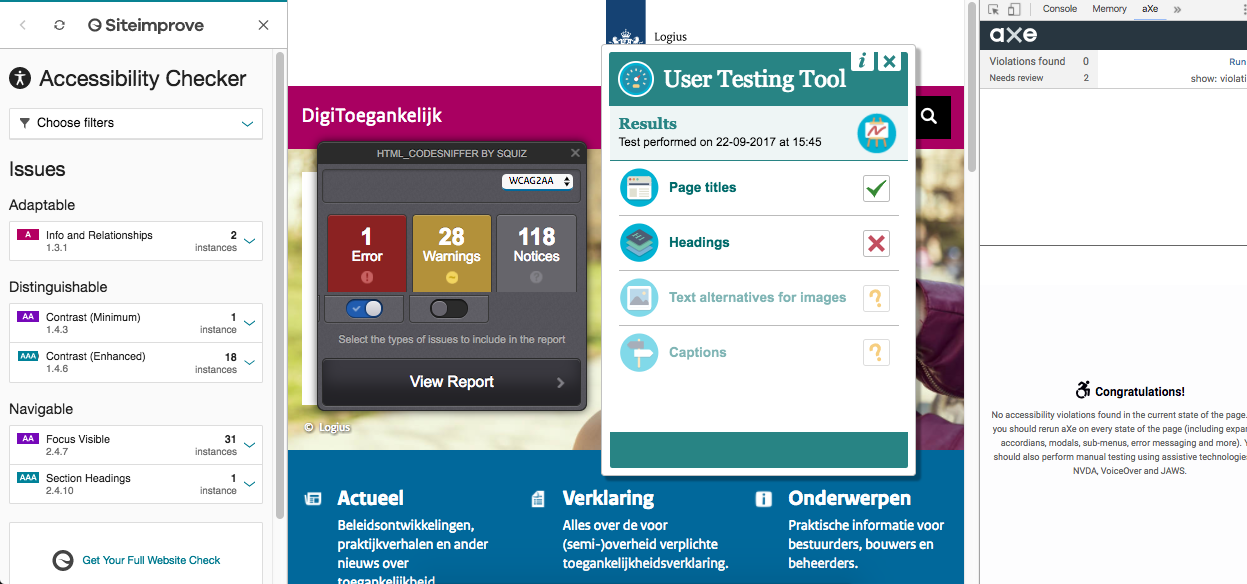 Siteimprove
Accessibility Checker
Choose filters
Issues
Adaptable
A Info and Relationships 2
1.3.1 instances
Distinguishable
AA Contrast (Minimum) 1
1.4.3 instance
AAA Contrast (Enhanced) 18
1.4.6 instances
Navigable
AA Focus Visible 31
2.4.7 instances
AAA Section Headings 1
2.4.10 instance
Get Your Full Website Check
Logius
DigiToegankelijk
HTML_CODESNIFFER BY SQUIZ
WCAG2AA
1 28 118
Error Warnings Notices
Select the types of issues to include in the report
View Report
© Logius
User Testing Tool
i
Results
Test performed on 22-09-2017 at 15:45
Page titles
Headings
Text alternatives for images
?
Captions
?
Actueel
Beleidsontwikkelingen,
praktijkverhalen en ander
nieuws over
toegankelijkheid
Verklaring
Alles over de voor
(semi-)overheid verplichte
toegankelijkheidsverklaring.
Onderwerpen
Praktische informatie voor
bestuurders, bouwers en
beheerders.
Console Memory aXe »
axe
Violations found 0 Run
Needs review 2 show: violati
Congratulations!
No accessibility violations found in the current state of the page.
you should rerun aXe on every state of the page (including expa
accordians, modals, sub-menus, error messaging and more). Y
should also perform manual testing using assistive technologie
NVDA, VoiceOver and JAWS.